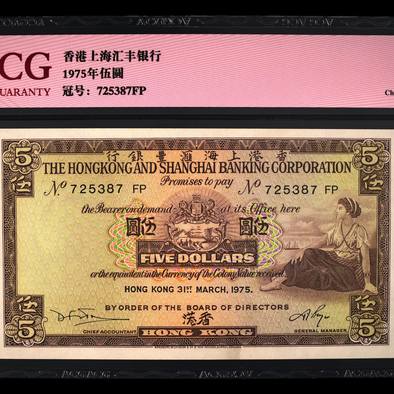 CG
UARANTY
香港上海汇丰银行
1975年伍圓
冠号：725387FP
Ch
5 行銀豐滙海上港香 5
伍 THE HONGKONG AND SHANGHAI BANKING CORPORATION 伍
Promises to pay
No 725387 FP No 725387 FP
the Bearer on demand at its Office here
圓 伍
FIVE DOLLARS
or the equivalent in the Currency of the Colony Value received
HONG KONG 31ST MARCH, 1975.
伍 BY ORDER OF THE BOARD OF DIRECTORS 伍
5 港香 5
CHIEF ACCOUNTANT HONG KONG GENERAL MANAGER